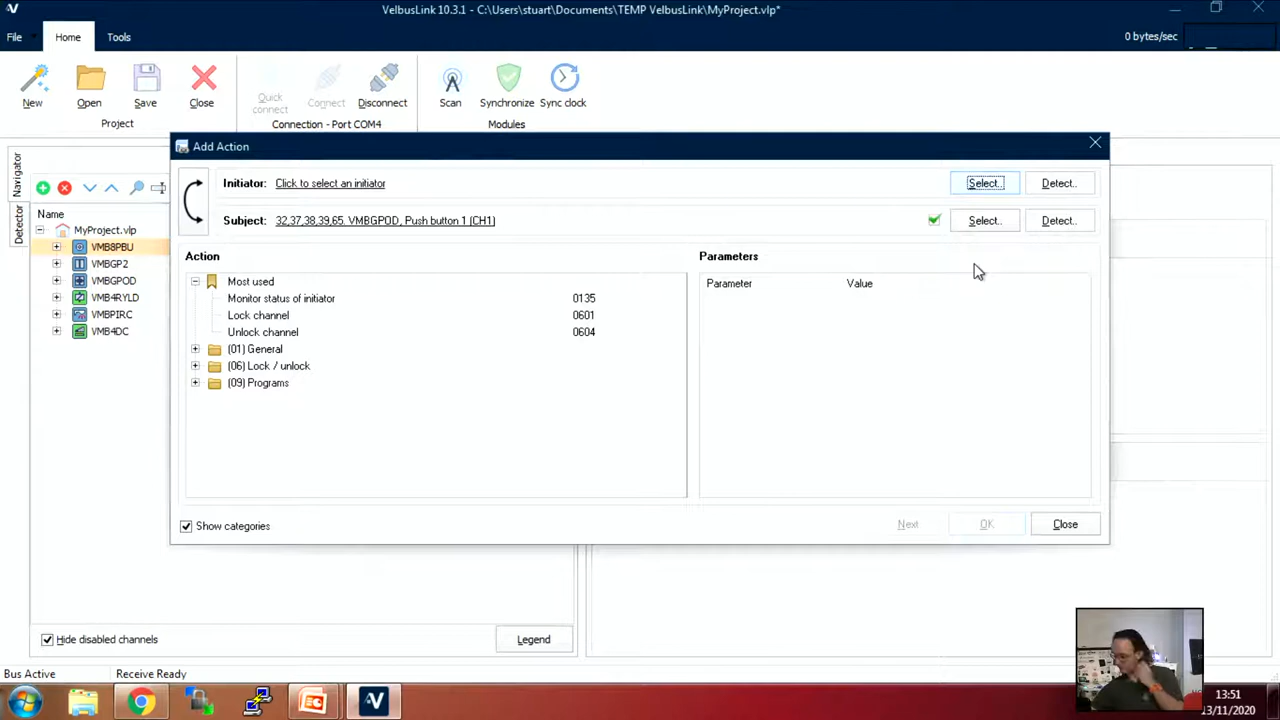 VelbusLink 10.3.1 - C:\Users\stuart\Documents\TEMP VelbusLink\MyProject.vlp*
File Home Tools 0 bytes/sec
New Open Save Close Quick connect Connect Disconnect Scan Synchronize Sync clock
Project Connection - Port COM4 Modules
Navigator
Detector
Name
MyProject.vlp
VMB8PBU
VMBGP2
VMBGPOD
VMB4RYLD
VMBPIRC
VMB4DC
Add Action
Initiator: Click to select an initiator Select.. Detect..
Subject: 32,37,38,39,65. VMBGPOD, Push button 1 (CH1) Select.. Detect..
Action
Most used
Monitor status of initiator 0135
Lock channel 0601
Unlock channel 0604
(01) General
(06) Lock / unlock
(09) Programs
Parameters
Parameter Value
Show categories Next OK Close
Hide disabled channels Legend
Bus Active Receive Ready
13:51
13/11/2020